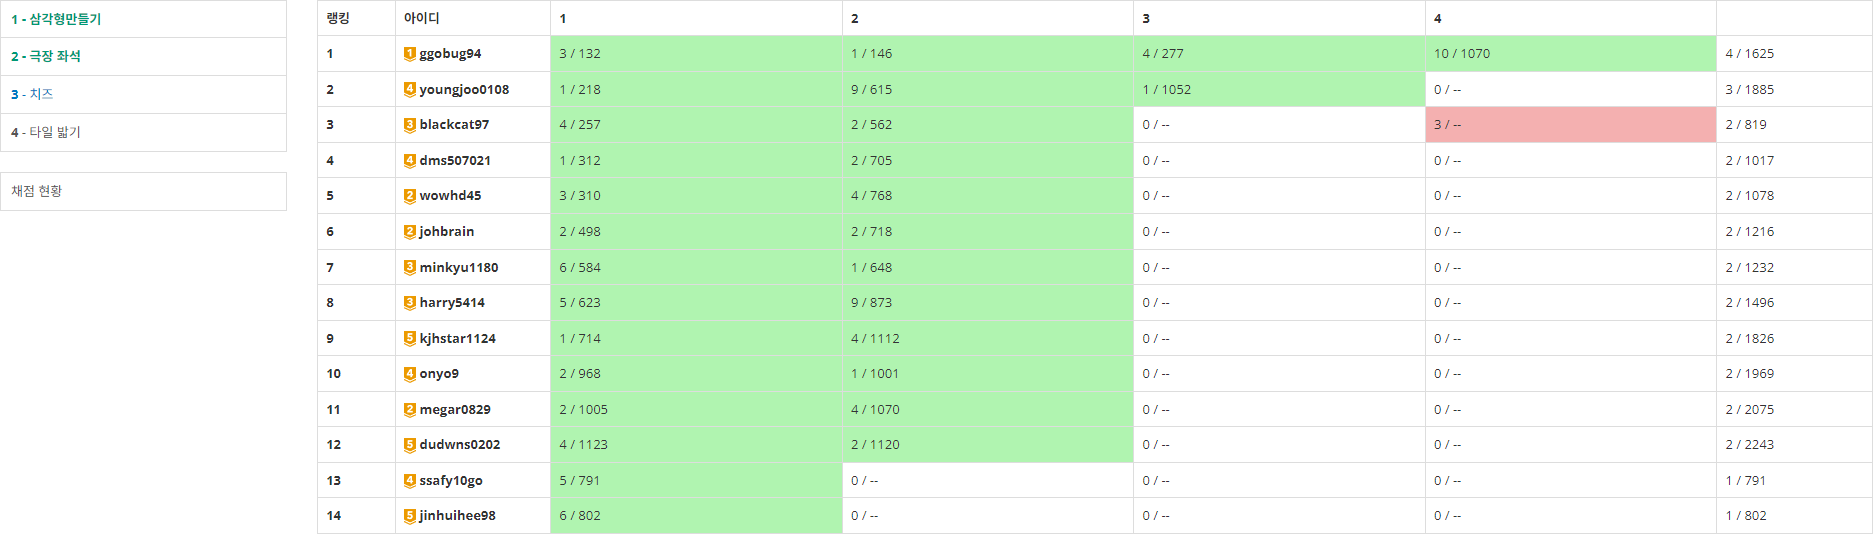 1 - 삼각형만들기
2 - 극장 좌석
3 - 치즈
4 - 타일 밟기
채점 현황
랭킹 아이디 1 2 3 4
1 1 ggobug94 3 / 132 1 / 146 4 / 277 10 / 1070 4 / 1625
2 4 youngjoo0108 1 / 218 9 / 615 1 / 1052 0 / -- 3 / 1885
3 3 blackcat97 4 / 257 2 / 562 0 / -- 3 / -- 2 / 819
4 4 dms507021 1 / 312 2 / 705 0 / -- 0 / -- 2 / 1017
5 2 wowhd45 3 / 310 4 / 768 0 / -- 0 / -- 2 / 1078
6 2 johbrain 2 / 498 2 / 718 0 / -- 0 / -- 2 / 1216
7 3 minkyu1180 6 / 584 1 / 648 0 / -- 0 / -- 2 / 1232
8 3 harry5414 5 / 623 9 / 873 0 / -- 0 / -- 2 / 1496
9 5 kjhstar1124 1 / 714 4 / 1112 0 / -- 0 / -- 2 / 1826
10 4 onyo9 2 / 968 1 / 1001 0 / -- 0 / -- 2 / 1969
11 2 megar0829 2 / 1005 4 / 1070 0 / -- 0 / -- 2 / 2075
12 5 dudwns0202 4 / 1123 2 / 1120 0 / -- 0 / -- 2 / 2243
13 4 ssafy10go 5 / 791 0 / -- 0 / -- 0 / -- 1 / 791
14 5 jinhuihee98 6 / 802 0 / -- 0 / -- 0 / -- 1 / 802